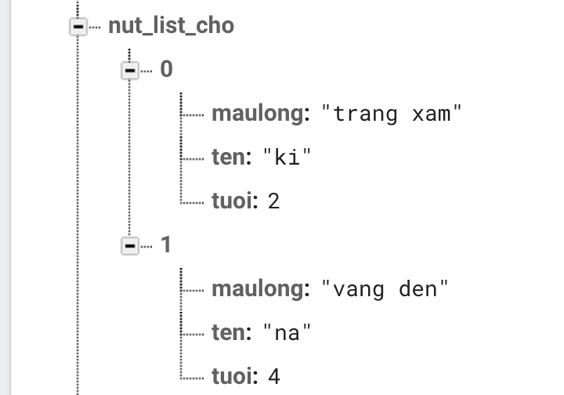 nut_list_cho
0
maulong: "trang xam"
ten: "ki"
tuoi: 2
1
maulong: "vang den"
ten: "na"
tuoi: 4